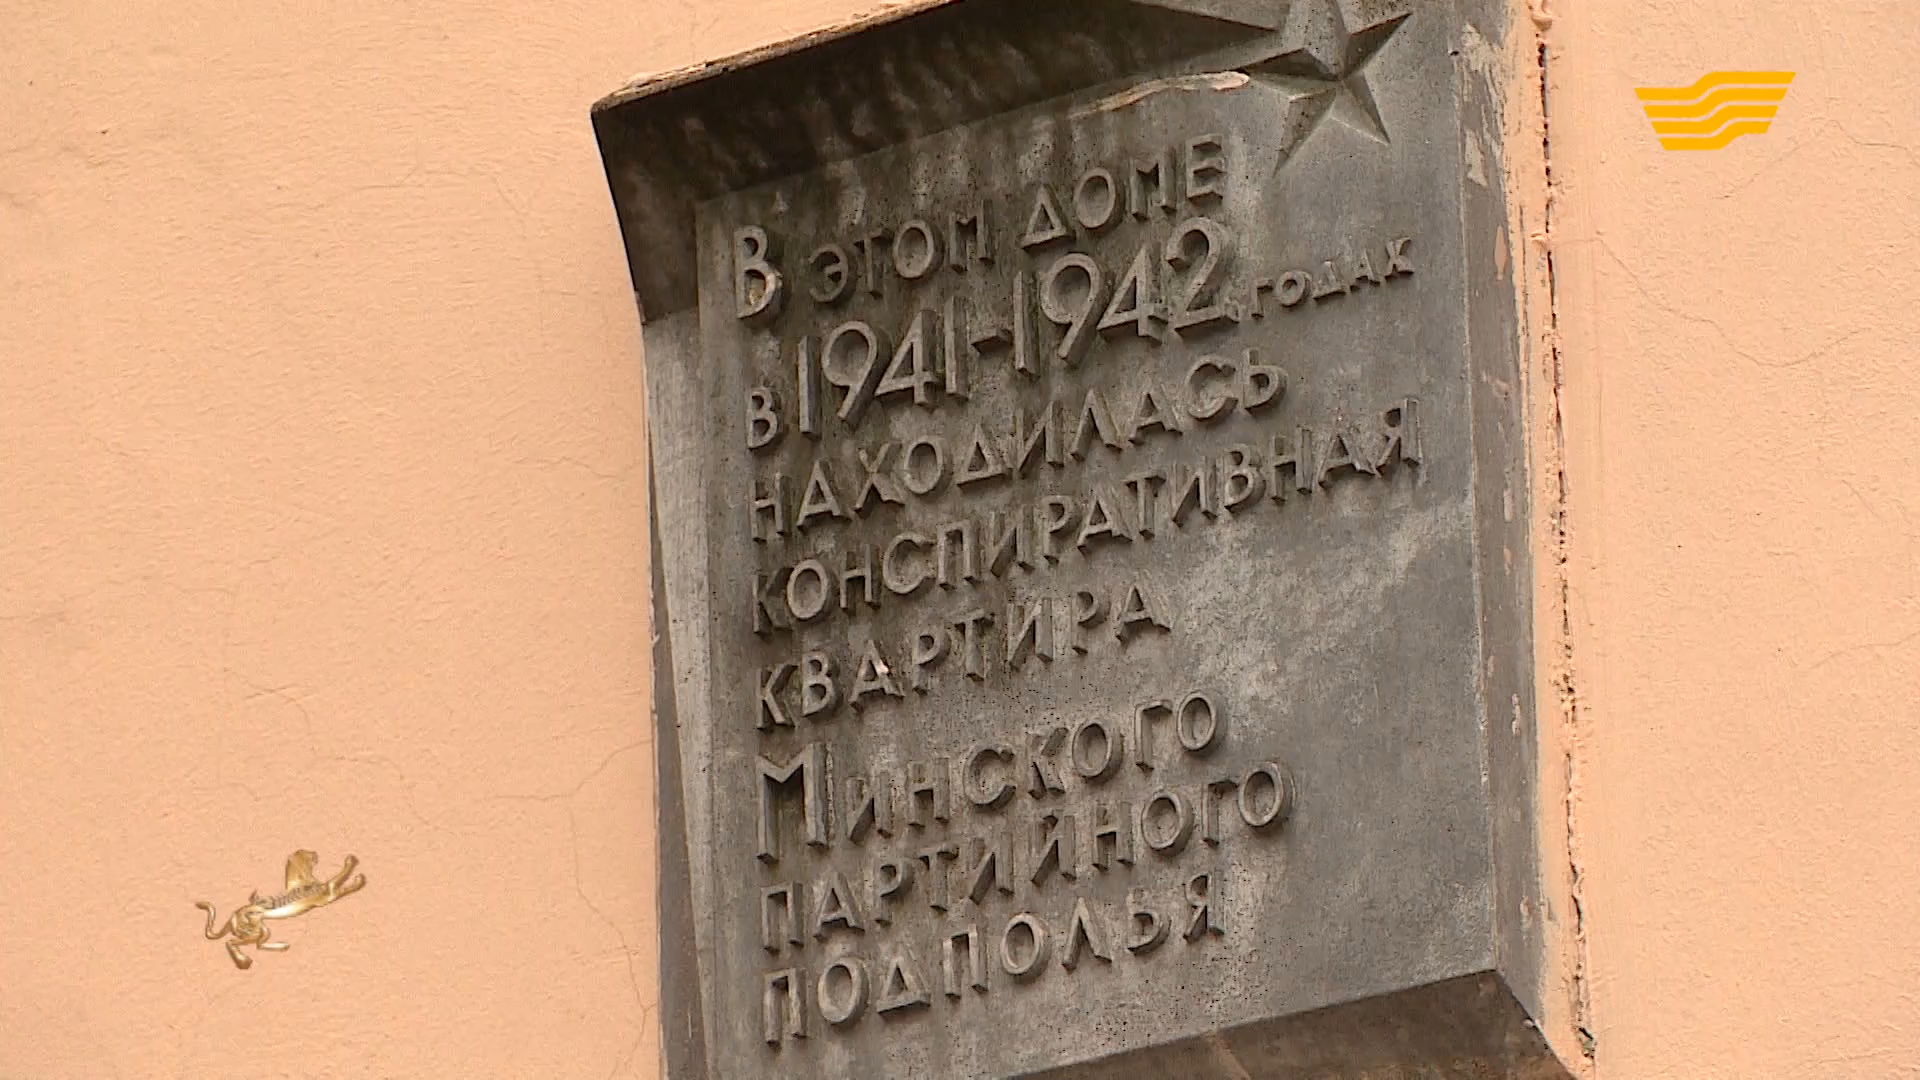 В ЭТОМ ДОМЕ
В 1941-1942 ГОДАХ
НАХОДИЛАСЬ
КОНСПИРАТИВНАЯ
КВАРТИРА
МИНСКОГО
ПАРТИЙНОГО
ПОДПОЛЬЯ